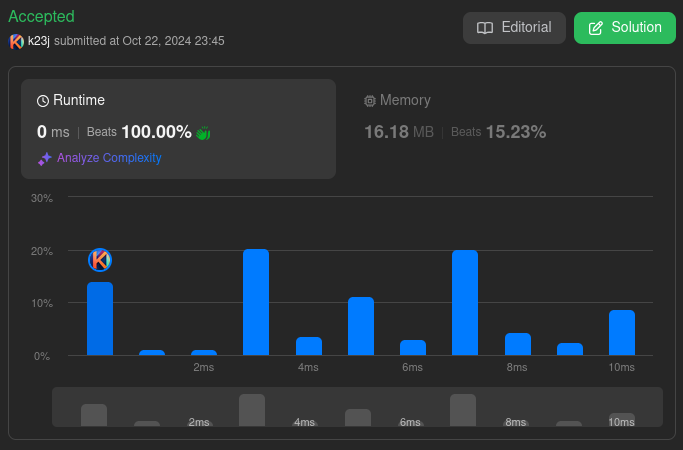 Accepted
k23j submitted at Oct 22, 2024 23:45
Editorial
Solution
Runtime
0 ms | Beats 100.00%
Analyze Complexity
Memory
16.18 MB | Beats 15.23%
30%
20%
10%
0%
2ms 4ms 6ms 8ms 10ms
2ms 4ms 6ms 8ms 10ms